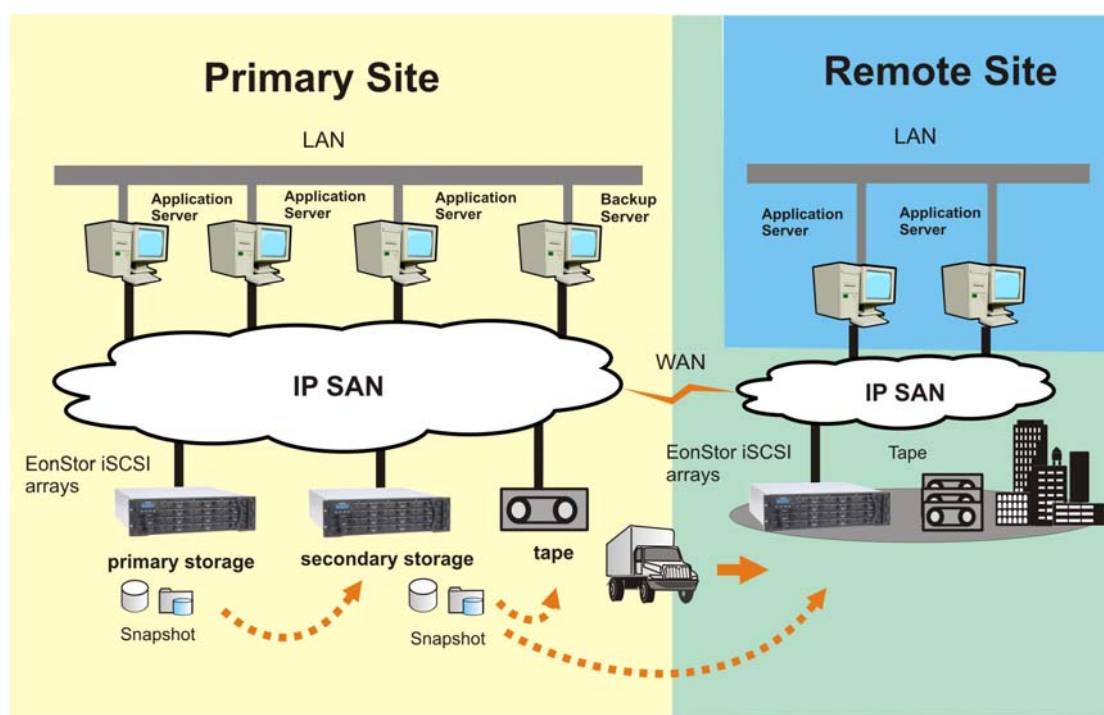 Primary Site
Remote Site
LAN
LAN
Application
Server
Application
Server
Application
Server
Backup
Server
Application
Server
Application
Server
IP SAN
WAN
IP SAN
EonStor iSCSI
arrays
EonStor iSCSI
arrays
Tape
primary storage
secondary storage
tape
Snapshot
Snapshot